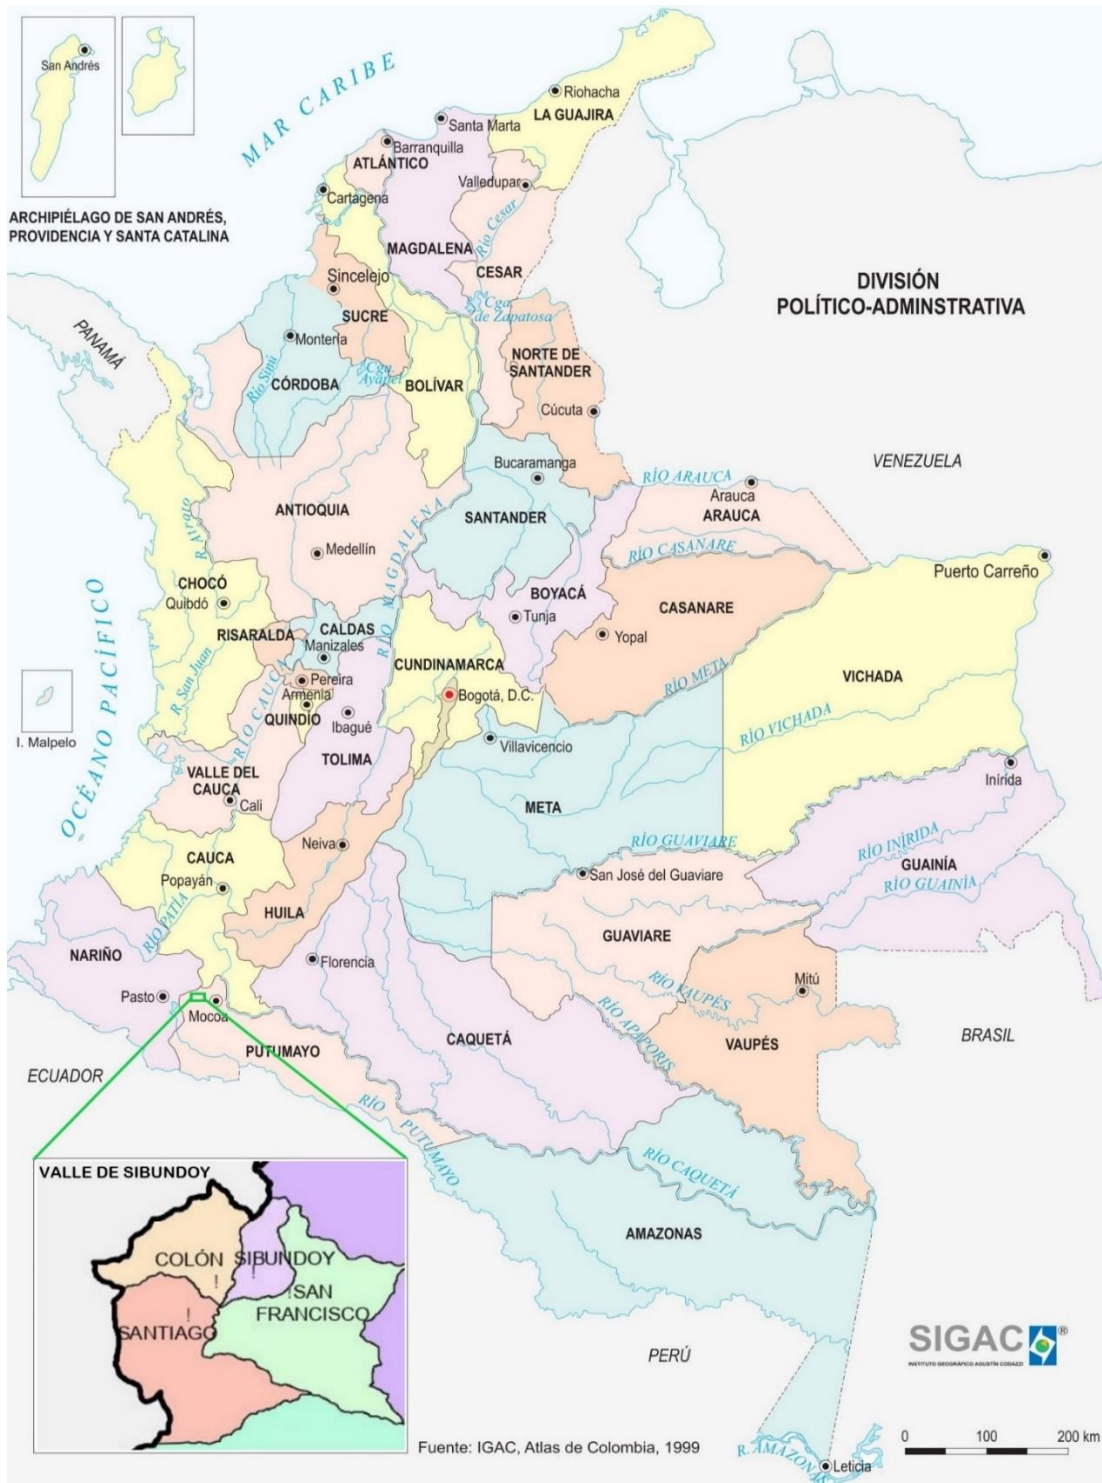 San Andrés
ARCHIPIÉLAGO DE SAN ANDRÉS,
PROVIDENCIA Y SANTA CATALINA
MAR CARIBE
Riohacha
LA GUAJIRA
Santa Marta
Barranquilla
ATLÁNTICO
Valledupar
Cartagena
Río Cesar
MAGDALENA
CESAR
DIVISIÓN
POLÍTICO-ADMINSTRATIVA
Sincelejo
SUCRE
Cga.
de Zapatosa
PANAMÁ
Montería
Río Sinú
CÓRDOBA
Cga.
Ayapel
BOLÍVAR
NORTE DE
SANTANDER
Cúcuta
VENEZUELA
Bucaramanga
RÍO ARAUCA
Arauca
ARAUCA
SANTANDER
ANTIOQUIA
R. Atrato
Medellín
RÍO MAGDALENA
RÍO CASANARE
Puerto Carreño
CHOCÓ
Quibdó
BOYACÁ
Tunja
CASANARE
Yopal
OCÉANO PACÍFICO
RISARALDA
CALDAS
Manizales
CUNDINAMARCA
R. San Juan
Pereira
Armenia
QUINDÍO
RÍO CAUCA
Ibagué
Bogotá, D.C.
RÍO META
VICHADA
RÍO VICHADA
I. Malpelo
Villavicencio
TOLIMA
VALLE DEL
CAUCA
Cali
META
Inírida
Neiva
RÍO GUAVIARE
CAUCA
Popayán
San José del Guaviare
RÍO INÍRIDA
GUAINÍA
RÍO GUAINÍA
RÍO PATÍA
HUILA
GUAVIARE
NARIÑO
Florencia
Pasto
Mocoa
RÍO VAUPÉS
Mitú
RÍO APAPORIS
CAQUETÁ
VAUPÉS
BRASIL
PUTUMAYO
ECUADOR
RÍO PUTUMAYO
RÍO CAQUETÁ
VALLE DE SIBUNDOY
COLÓN
SIBUNDOY
SAN
FRANCISCO
SANTIAGO
AMAZONAS
PERÚ
SIGAC®
INSTITUTO GEOGRÁFICO AGUSTÍN CODAZZI
Fuente: IGAC, Atlas de Colombia, 1999
0 100 200 km
R. AMAZONAS
Leticia